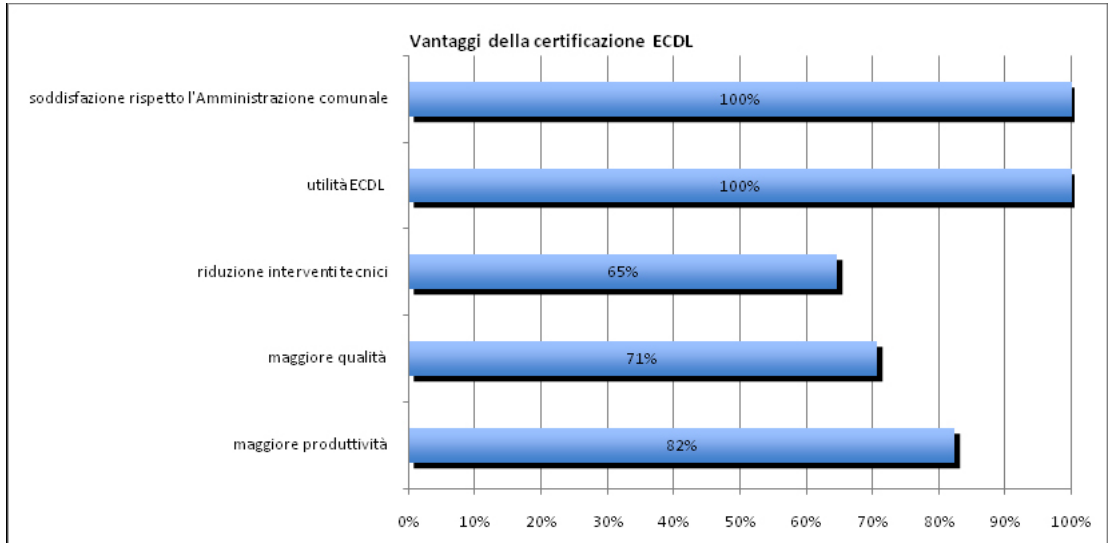 Vantaggi della certificazione ECDL
soddisfazione rispetto l'Amministrazione comunale
100%
utilità ECDL
100%
riduzione interventi tecnici
65%
maggiore qualità
71%
maggiore produttività
82%
0% 10% 20% 30% 40% 50% 60% 70% 80% 90% 100%